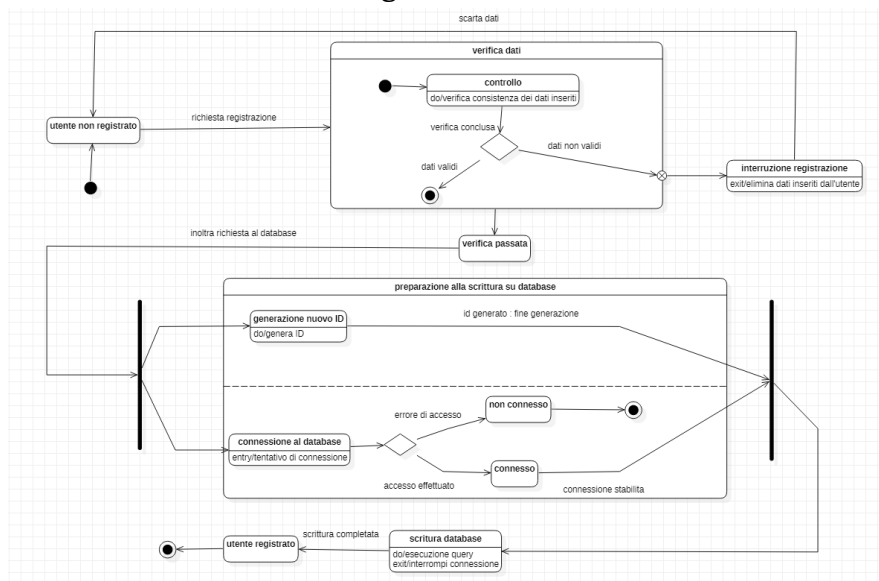 scarta dati
verifica dati
controllo
do/verifica consistenza dei dati inseriti
utente non registrato
richiesta registrazione
verifica conclusa
dati non validi
dati validi
interruzione registrazione
exit/elimina dati inseriti dall'utente
inoltra richiesta al database
verifica passata
preparazione alla scrittura su database
generazione nuovo ID
do/genera ID
id generato : fine generazione
errore di accesso
non connesso
connessione al database
entry/tentativo di connessione
connesso
accesso effettuato
connessione stabilita
scrittura completata
utente registrato
scritura database
do/esecuzione query
exit/interrompi connessione